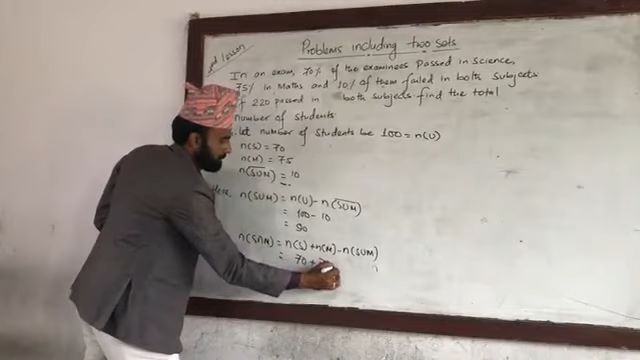 2nd lesson
Problems including two sets
In an exam, 70% of the examinees passed in science,
75% in Maths and 10% of them failed in both subjects
If 220 passed in both subjects. find the total
number of students
let number of students be 100 = n(U)
n(S) = 70
n(M) = 75
n(S̅U̅M̅) = 10
Here, n(SUM) = n(U) - n(S̅U̅M̅)
= 100 - 10
= 90
n(S∩M) = n(S) + n(M) - n(SUM)
= 70 + 7